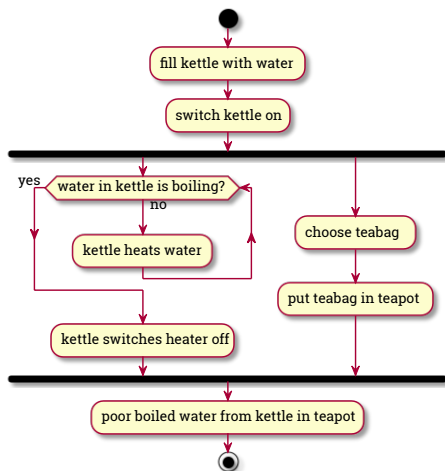 fill kettle with water
switch kettle on
yes
water in kettle is boiling?
no
kettle heats water
kettle switches heater off
choose teabag
put teabag in teapot
poor boiled water from kettle in teapot